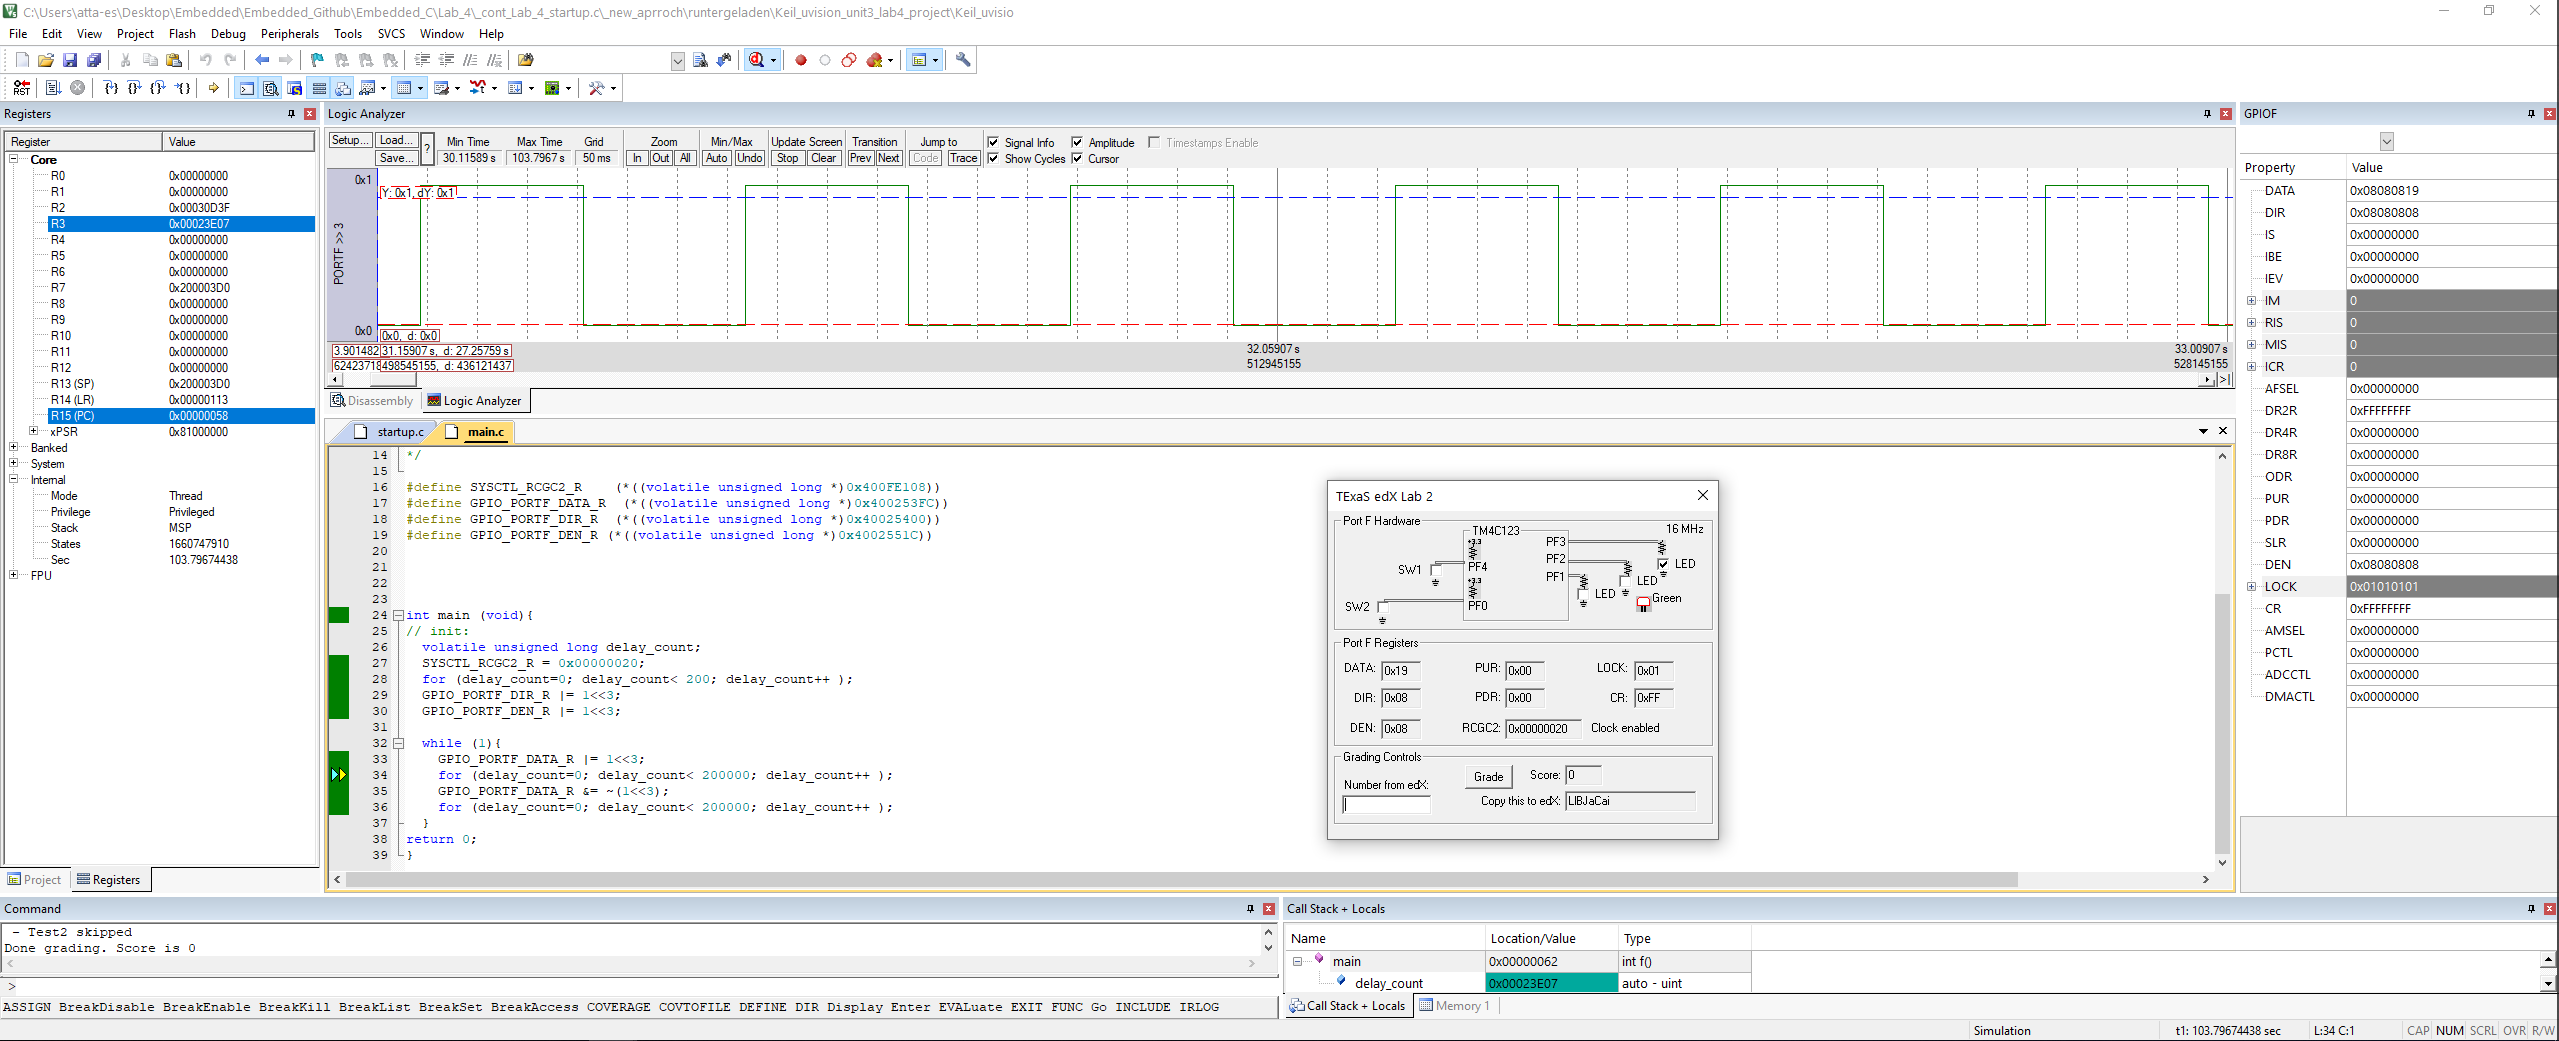 C:\Users\atta-es\Desktop\Embedded\Embedded_Github\Embedded_C\Lab_4\_cont_Lab_4_startup.c\_new_aprroch\runtergeladen\Keil_uvision_unit3_lab4_project\Keil_uvisio
File Edit View Project Flash Debug Peripherals Tools SVCS Window Help
Registers
Register Value
Core
R0 0x00000000
R1 0x00000000
R2 0x00030D3F
R3 0x00023E07
R4 0x00000000
R5 0x00000000
R6 0x00000000
R7 0x200003D0
R8 0x00000000
R9 0x00000000
R10 0x00000000
R11 0x00000000
R12 0x00000000
R13 (SP) 0x200003D0
R14 (LR) 0x00000113
R15 (PC) 0x00000058
xPSR 0x81000000
Banked
System
Internal
Mode Thread
Privilege Privileged
Stack MSP
States 1660747910
Sec 103.79674438
FPU
Project Registers
Logic Analyzer
Setup... Load... Save... ?
Min Time Max Time Grid Zoom Min/Max Update Screen Transition Jump to
30.11589 s 103.7967 s 50 ms In Out All Auto Undo Stop Clear Prev Next Code Trace
Signal Info Amplitude Timestamps Enable
Show Cycles Cursor
0x1
Y: 0x1, dY: 0x1
PORTF >> 3
0x0
0x0, d: 0x0
3.901482 31.15907 s, d: 27.25759 s 32.05907 s 33.00907 s
62423718 498545155, d: 436121437 512945155 528145155
Disassembly Logic Analyzer
startup.c main.c
14 */
15
16 #define SYSCTL_RCGC2_R (*((volatile unsigned long *)0x400FE108))
17 #define GPIO_PORTF_DATA_R (*((volatile unsigned long *)0x400253FC))
18 #define GPIO_PORTF_DIR_R (*((volatile unsigned long *)0x40025400))
19 #define GPIO_PORTF_DEN_R (*((volatile unsigned long *)0x4002551C))
20
21
22
23
24 int main (void){
25 // init:
26 volatile unsigned long delay_count;
27 SYSCTL_RCGC2_R = 0x00000020;
28 for (delay_count=0; delay_count< 200; delay_count++ );
29 GPIO_PORTF_DIR_R |= 1<<3;
30 GPIO_PORTF_DEN_R |= 1<<3;
31
32 while (1){
33 GPIO_PORTF_DATA_R |= 1<<3;
34 for (delay_count=0; delay_count< 200000; delay_count++ );
35 GPIO_PORTF_DATA_R &= ~(1<<3);
36 for (delay_count=0; delay_count< 200000; delay_count++ );
37 }
38 return 0;
39 }
TExaS edX Lab 2
Port F Hardware
TM4C123 16 MHz
+3.3 PF3
PF2 LED
SW1 PF4 PF1 LED
+3.3 LED Green
SW2 PF0
Port F Registers
DATA: 0x19 PUR: 0x00 LOCK: 0x01
DIR: 0x08 PDR: 0x00 CR: 0xFF
DEN: 0x08 RCGC2: 0x00000020 Clock enabled
Grading Controls
Number from edX: Grade Score: 0
Copy this to edX: LIBJaCai
GPIOF
Property Value
DATA 0x08080819
DIR 0x08080808
IS 0x00000000
IBE 0x00000000
IEV 0x00000000
IM 0
RIS 0
MIS 0
ICR 0
AFSEL 0x00000000
DR2R 0xFFFFFFFF
DR4R 0x00000000
DR8R 0x00000000
ODR 0x00000000
PUR 0x00000000
PDR 0x00000000
SLR 0x00000000
DEN 0x08080808
LOCK 0x01010101
CR 0xFFFFFFFF
AMSEL 0x00000000
PCTL 0x00000000
ADCCTL 0x00000000
DMACTL 0x00000000
Command
- Test2 skipped
Done grading. Score is 0
>
ASSIGN BreakDisable BreakEnable BreakKill BreakList BreakSet BreakAccess COVERAGE COVTOFILE DEFINE DIR Display Enter EVALuate EXIT FUNC Go INCLUDE IRLOG
Call Stack + Locals
Name Location/Value Type
main 0x00000062 int f()
delay_count 0x00023E07 auto - uint
Call Stack + Locals Memory 1
Simulation t1: 103.79674438 sec L:34 C:1 CAP NUM SCRL OVR R/W